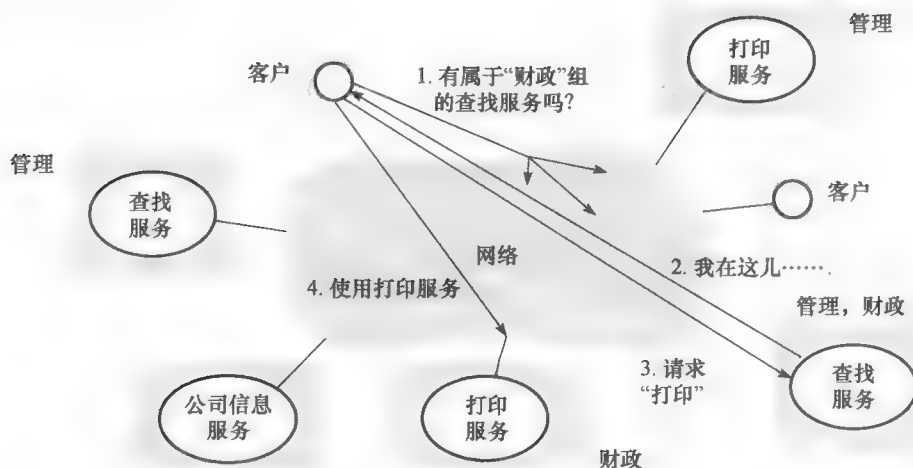 管理
打印
服务
客户
1. 有属于“财政”组
的查找服务吗？
管理
查找
服务
客户
网络
2. 我在这儿…….
4. 使用打印服务
管理，财政
3. 请求
“打印”
查找
服务
公司信息
服务
打印
服务
财政